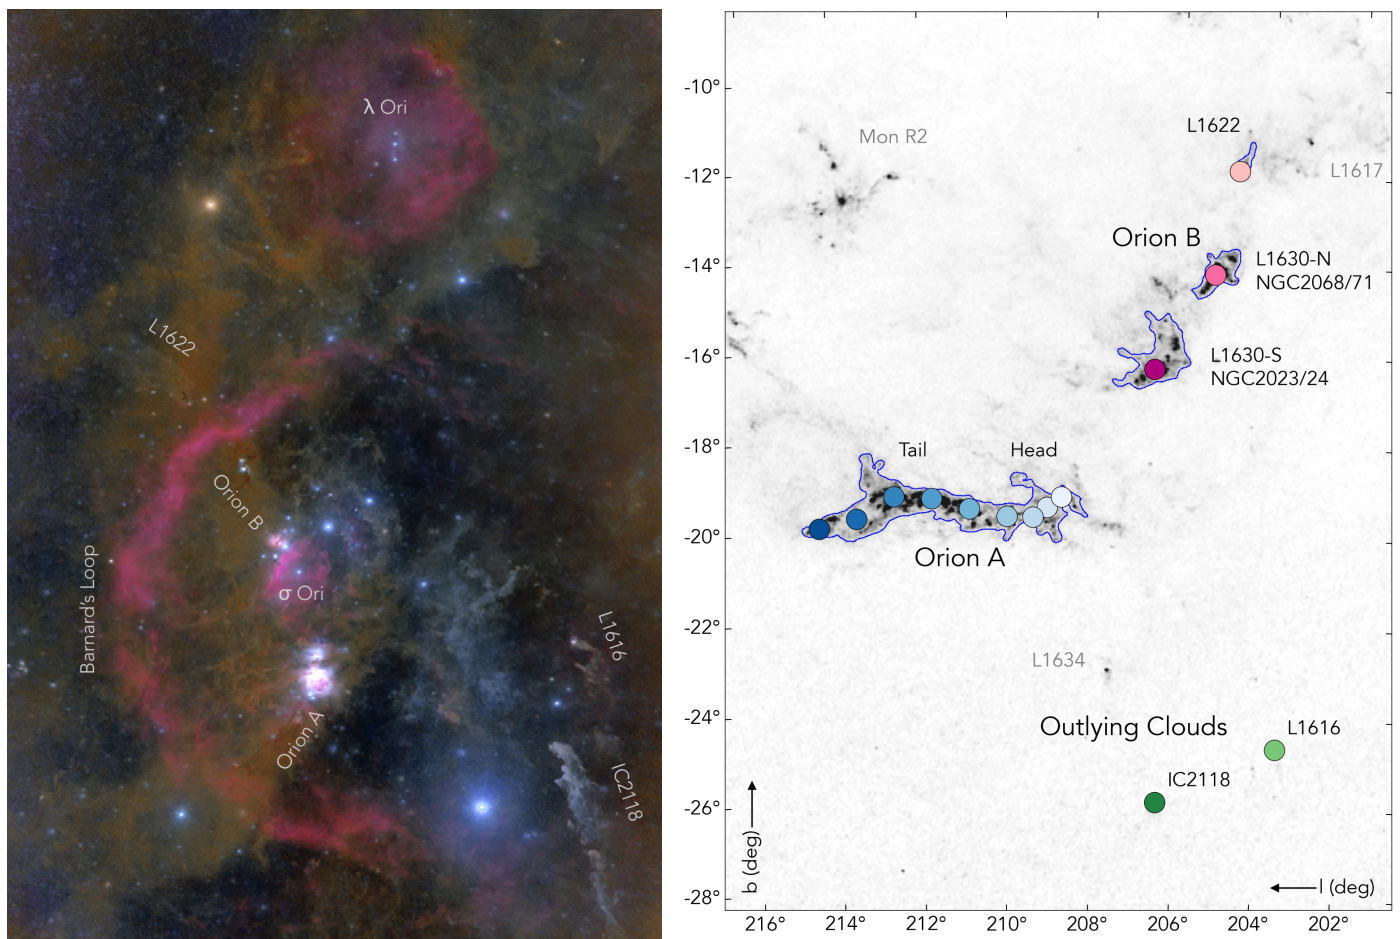 λ Ori
L1622
Orion B
Barnard's Loop
σ Ori
L1616
Orion A
IC2118
-10°
-12°
-14°
-16°
-18°
-20°
-22°
-24°
-26°
-28°
Mon R2
L1622
L1617
Orion B
L1630-N
NGC2068/71
L1630-S
NGC2023/24
Tail
Head
Orion A
L1634
Outlying Clouds
L1616
IC2118
b (deg)
l (deg)
216°
214°
212°
210°
208°
206°
204°
202°